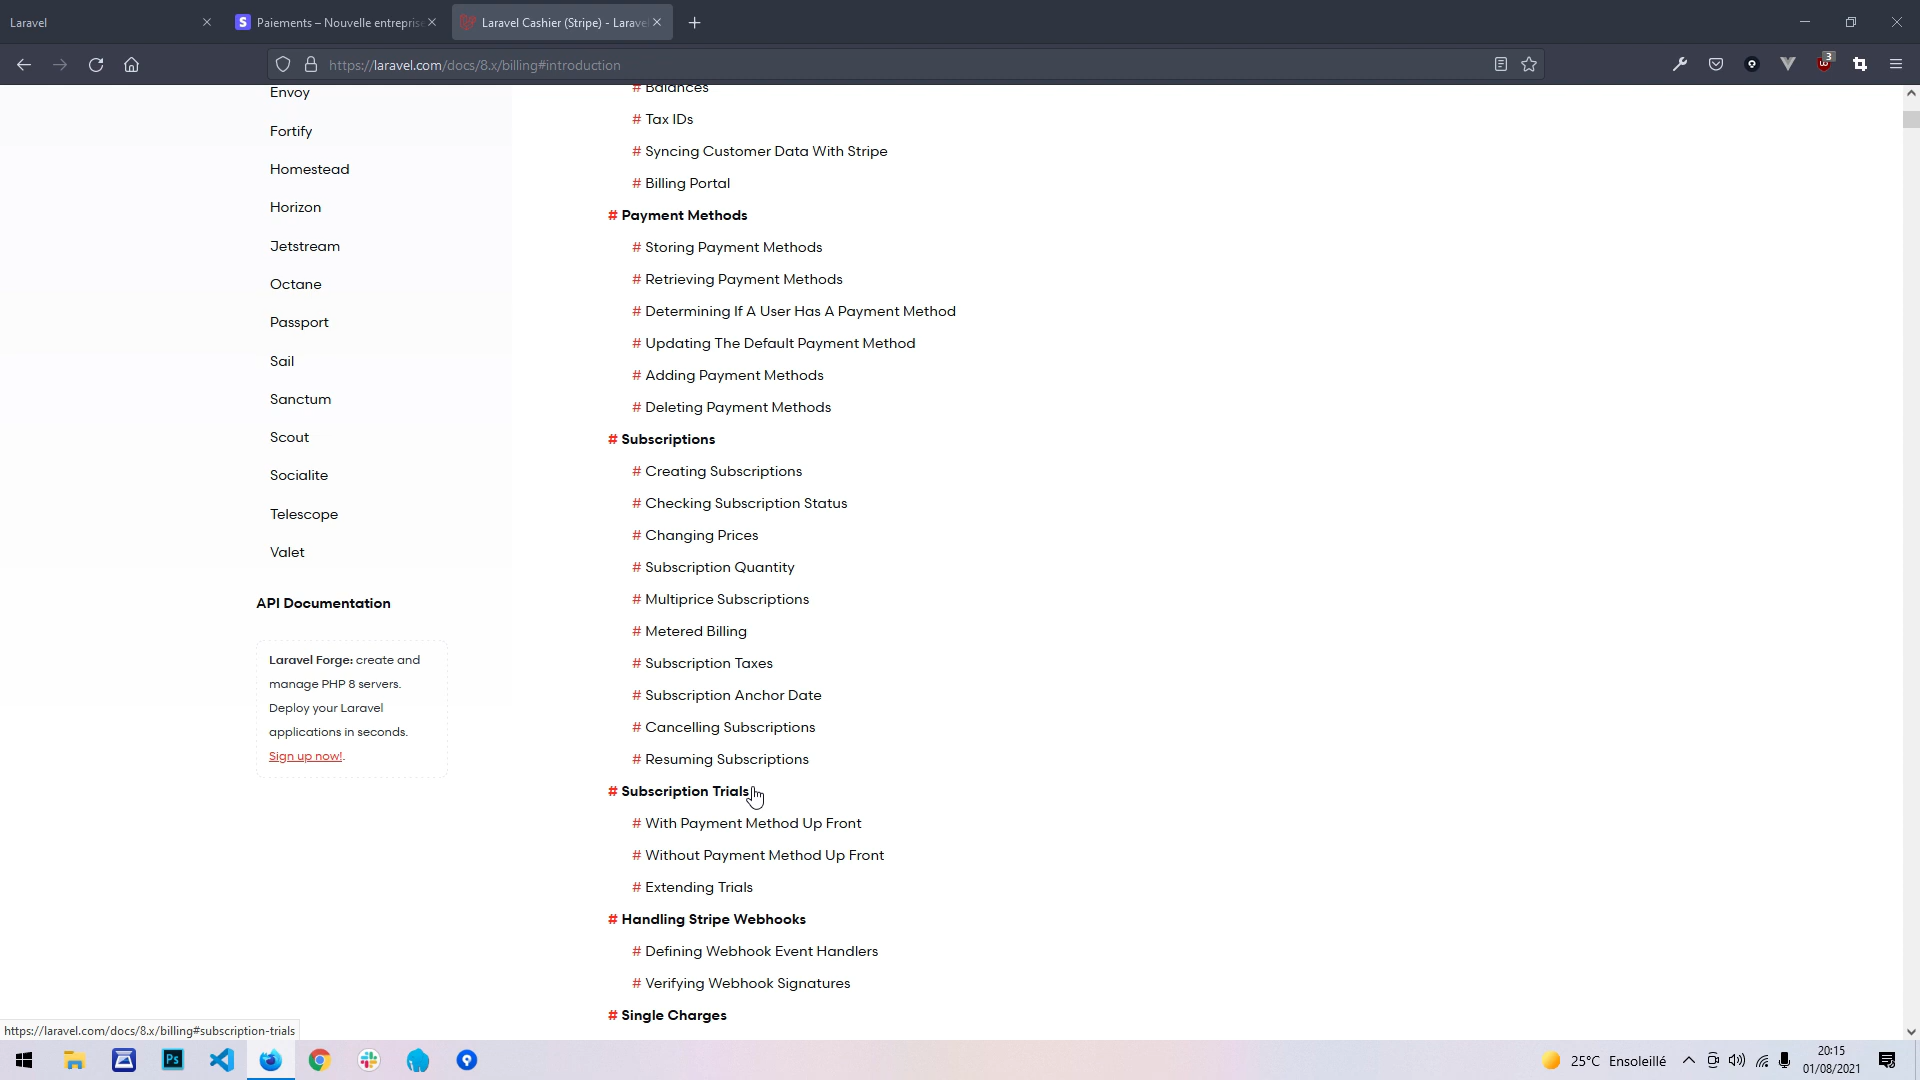 Laravel
Paiements – Nouvelle entreprise
Laravel Cashier (Stripe) - Larave
https://laravel.com/docs/8.x/billing#introduction
3
Envoy
Fortify
Homestead
Horizon
Jetstream
Octane
Passport
Sail
Sanctum
Scout
Socialite
Telescope
Valet
API Documentation
Laravel Forge: create and
manage PHP 8 servers.
Deploy your Laravel
applications in seconds.
Sign up now!.
# Balances
# Tax IDs
# Syncing Customer Data With Stripe
# Billing Portal
# Payment Methods
# Storing Payment Methods
# Retrieving Payment Methods
# Determining If A User Has A Payment Method
# Updating The Default Payment Method
# Adding Payment Methods
# Deleting Payment Methods
# Subscriptions
# Creating Subscriptions
# Checking Subscription Status
# Changing Prices
# Subscription Quantity
# Multiprice Subscriptions
# Metered Billing
# Subscription Taxes
# Subscription Anchor Date
# Cancelling Subscriptions
# Resuming Subscriptions
# Subscription Trials
# With Payment Method Up Front
# Without Payment Method Up Front
# Extending Trials
# Handling Stripe Webhooks
# Defining Webhook Event Handlers
# Verifying Webhook Signatures
# Single Charges
https://laravel.com/docs/8.x/billing#subscription-trials
Ps
25°C Ensoleillé
20:15
01/08/2021